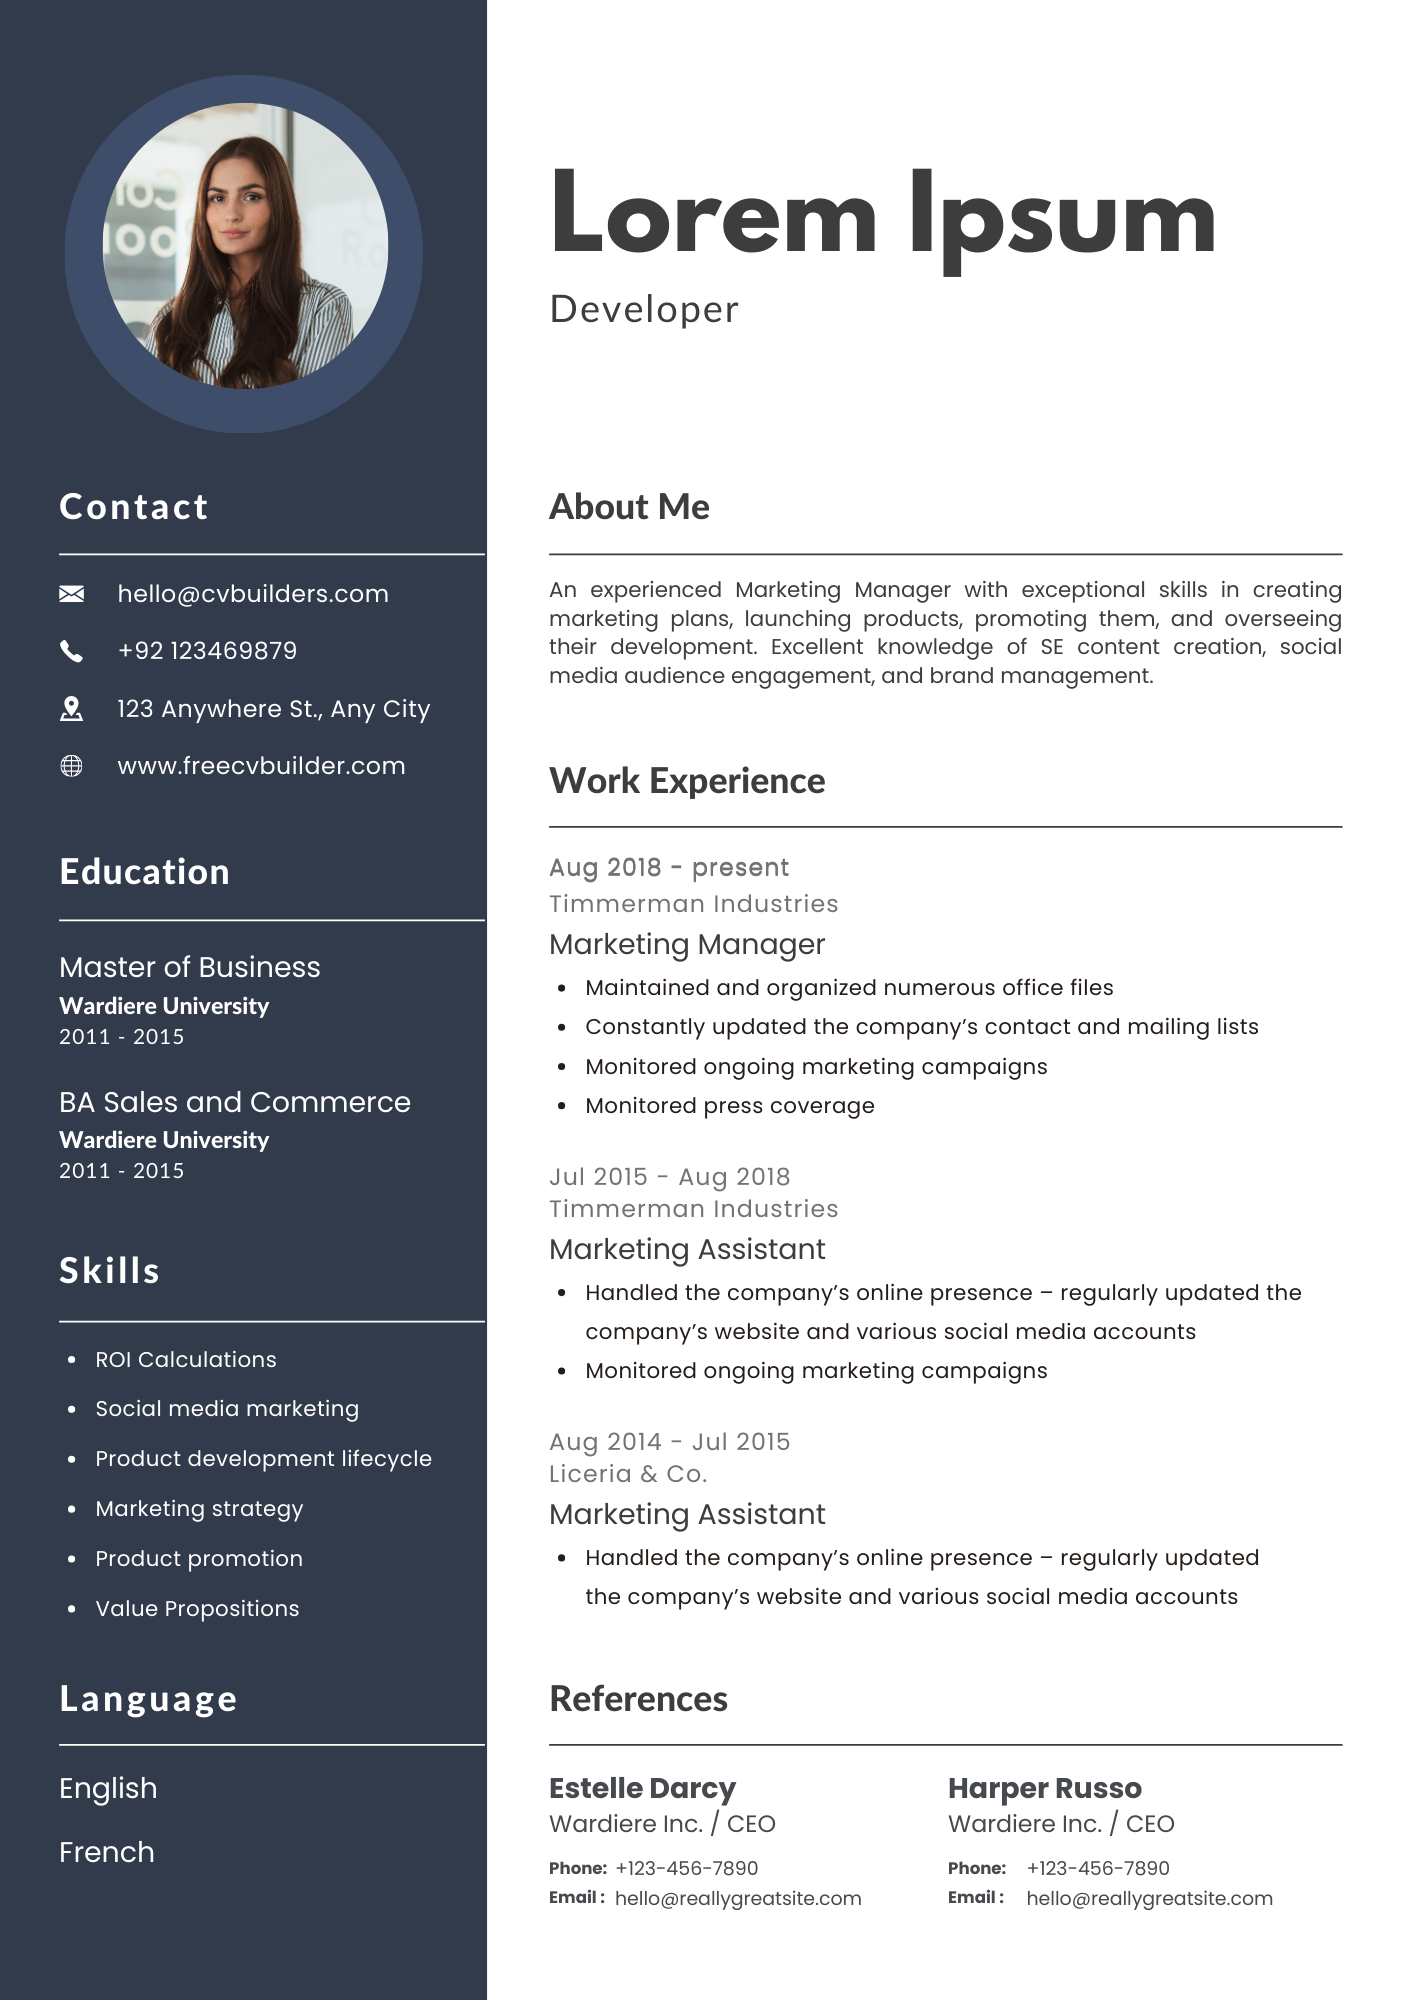 Lorem Ipsum
Developer
Contact
hello@cvbuilders.com
+92 123469879
123 Anywhere St., Any City
www.freecvbuilder.com
Education
Master of Business
Wardiere University
2011 - 2015
BA Sales and Commerce
Wardiere University
2011 - 2015
Skills
• ROI Calculations
• Social media marketing
• Product development lifecycle
• Marketing strategy
• Product promotion
• Value Propositions
Language
English
French
About Me
An experienced Marketing Manager with exceptional skills in creating
marketing plans, launching products, promoting them, and overseeing
their development. Excellent knowledge of SE content creation, social
media audience engagement, and brand management.
Work Experience
Aug 2018 - present
Timmerman Industries
Marketing Manager
• Maintained and organized numerous office files
• Constantly updated the company’s contact and mailing lists
• Monitored ongoing marketing campaigns
• Monitored press coverage
Jul 2015 - Aug 2018
Timmerman Industries
Marketing Assistant
• Handled the company’s online presence – regularly updated the
company’s website and various social media accounts
• Monitored ongoing marketing campaigns
Aug 2014 - Jul 2015
Liceria & Co.
Marketing Assistant
• Handled the company’s online presence – regularly updated
the company’s website and various social media accounts
References
Estelle Darcy
Wardiere Inc. / CEO
Phone: +123-456-7890
Email : hello@reallygreatsite.com
Harper Russo
Wardiere Inc. / CEO
Phone: +123-456-7890
Email : hello@reallygreatsite.com